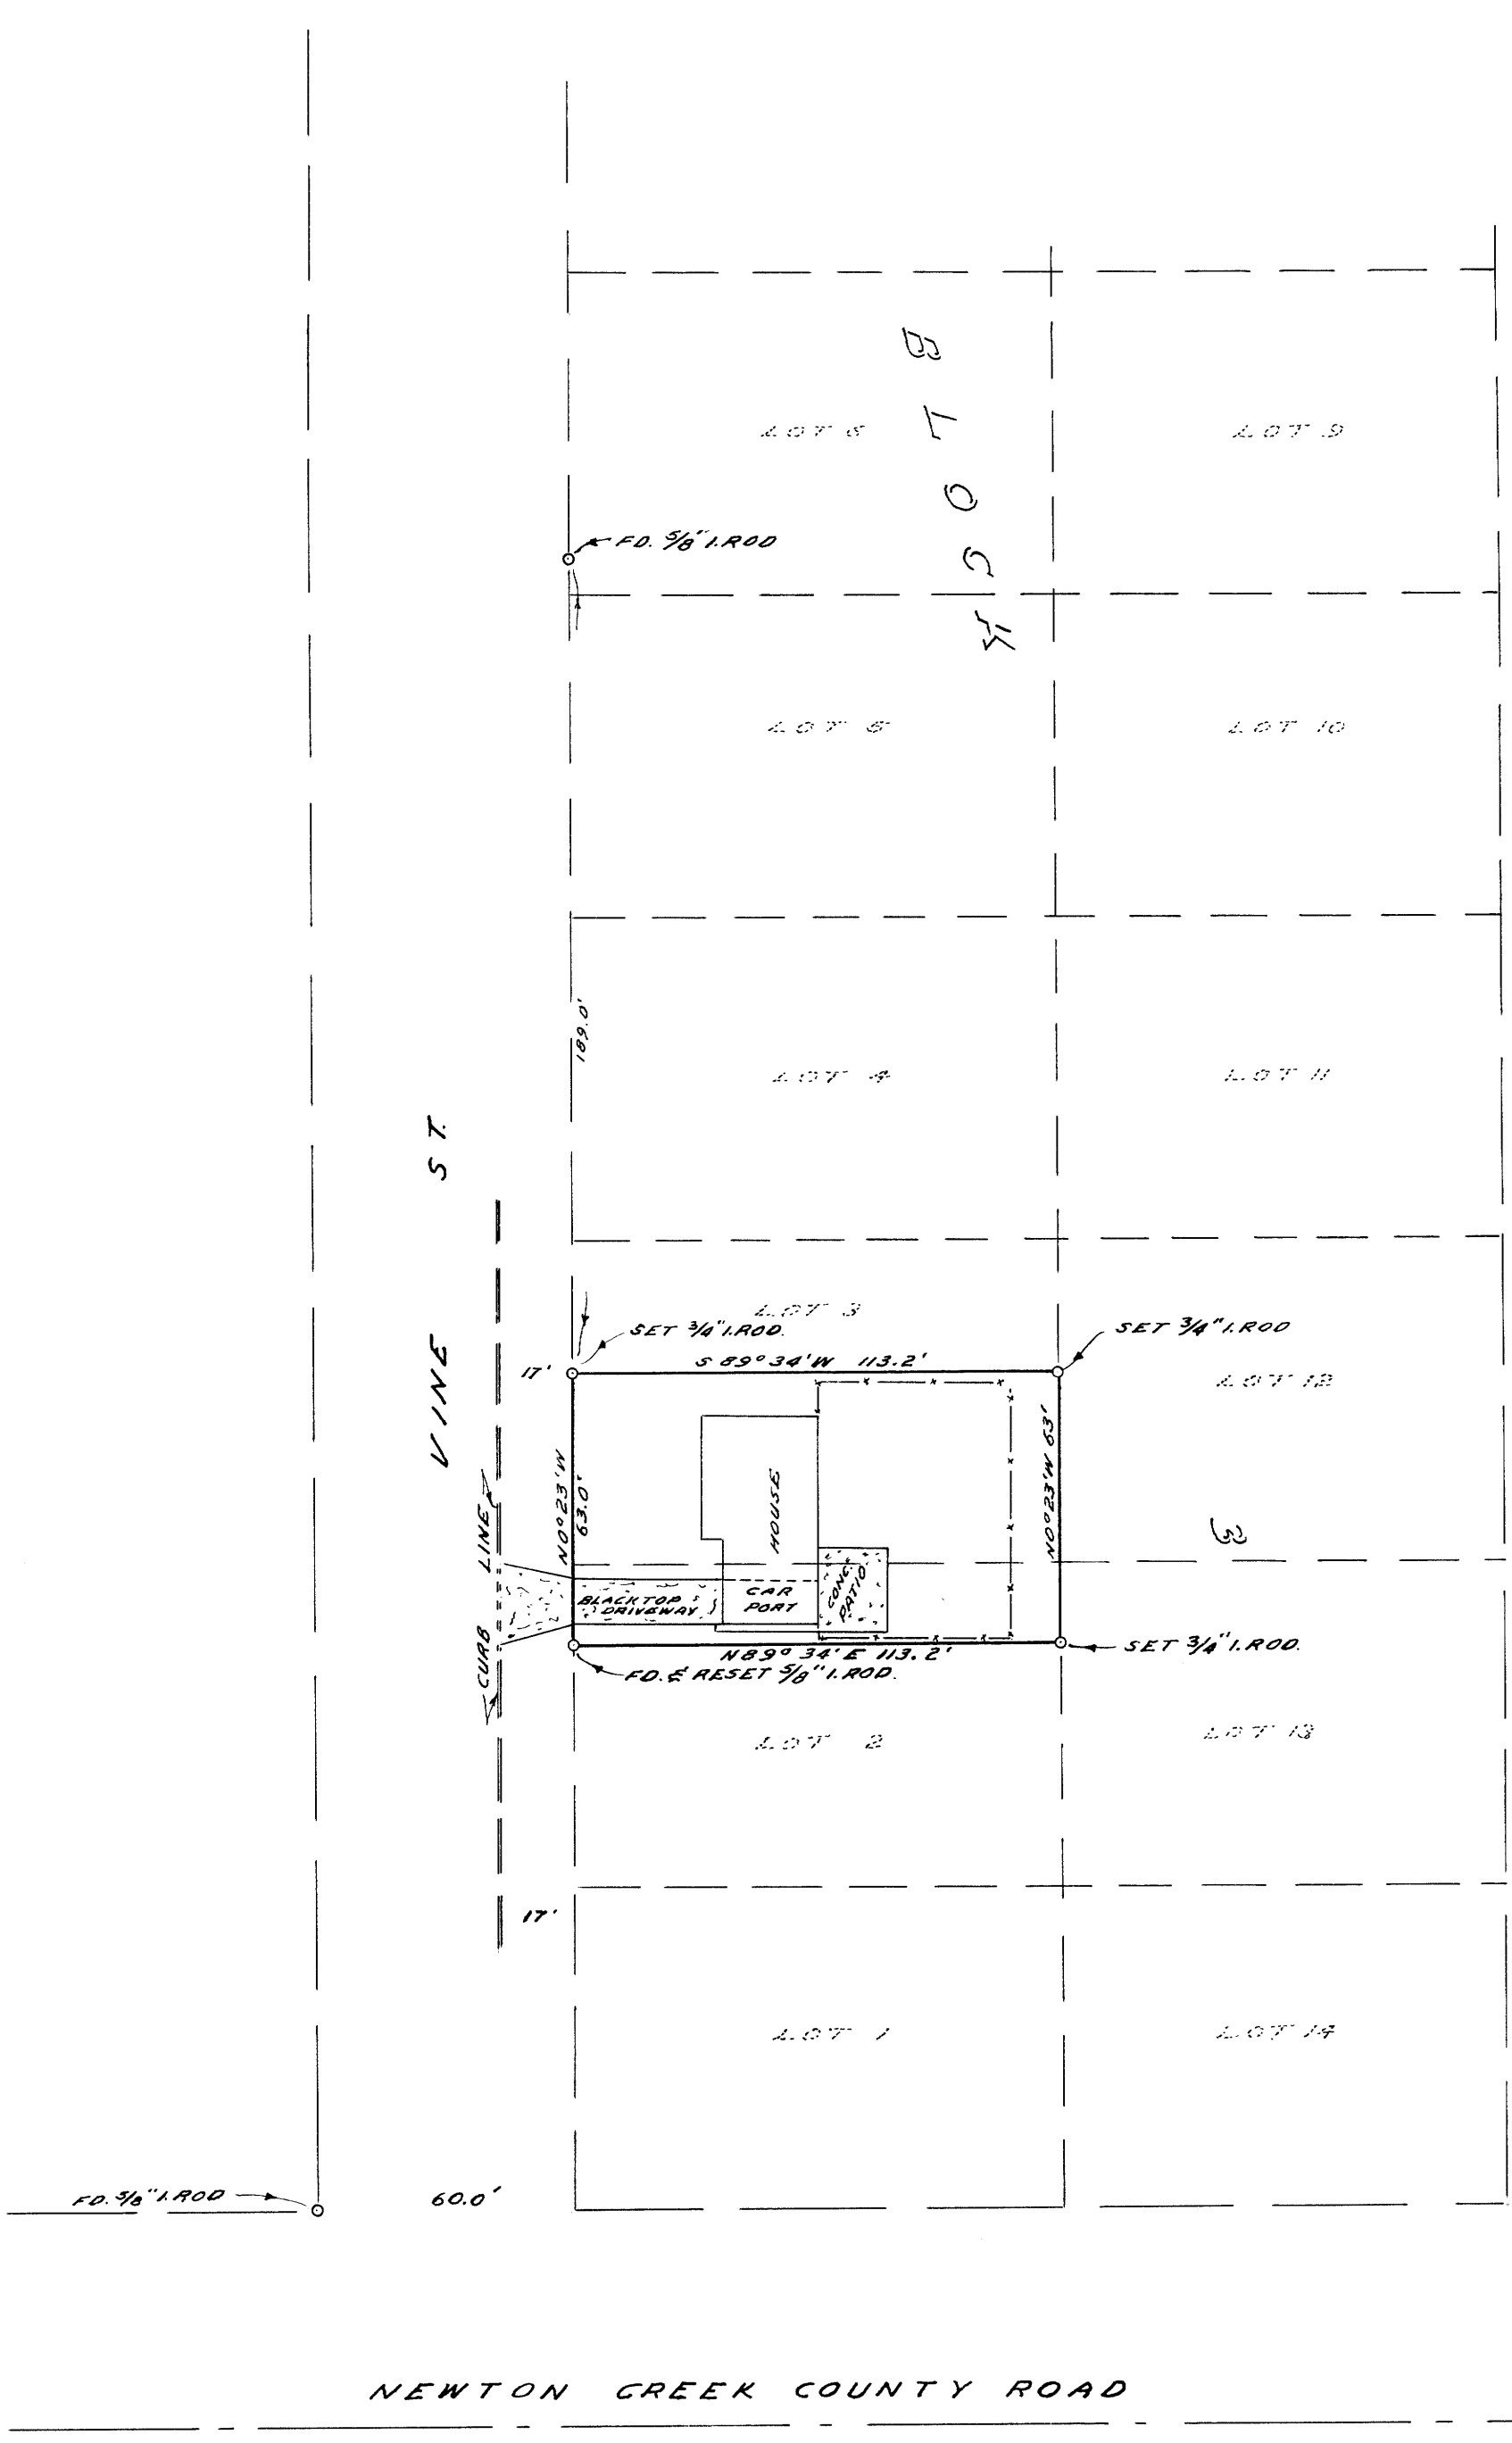 BLOCK
LOT 6
LOT 9
FD. 5/8" I. ROD
LOT 5
LOT 10
189.0'
LOT 4
LOT 11
VINE ST.
LOT 3
SET 3/4" I. ROD.
SET 3/4" I. ROD
17'
S 89° 34' W 113.2'
LOT 12
N 0° 23' W
63.0'
HOUSE
N 0° 23' W 63'
3
CURB LINE
BLACKTOP
DRIVEWAY
CAR
PORT
CONC.
PATIO
N 89° 34' E 113.2'
SET 3/4" I. ROD.
FD. & RESET 5/8" I. ROD.
LOT 2
LOT 13
17'
LOT 1
LOT 14
FD. 5/8" I. ROD
60.0'
NEWTON CREEK COUNTY ROAD